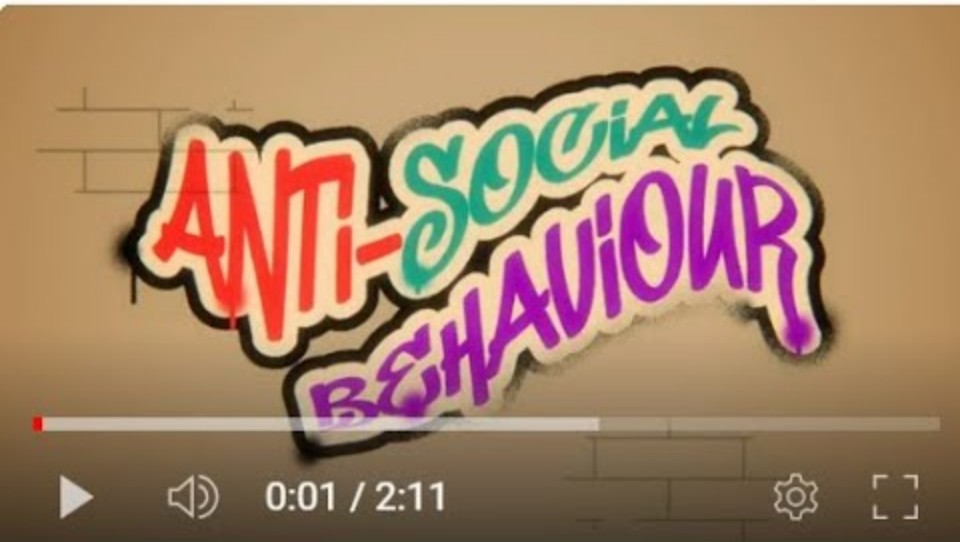 ANTi-SOCiAL
BEHAViOUR
0:01 / 2:11